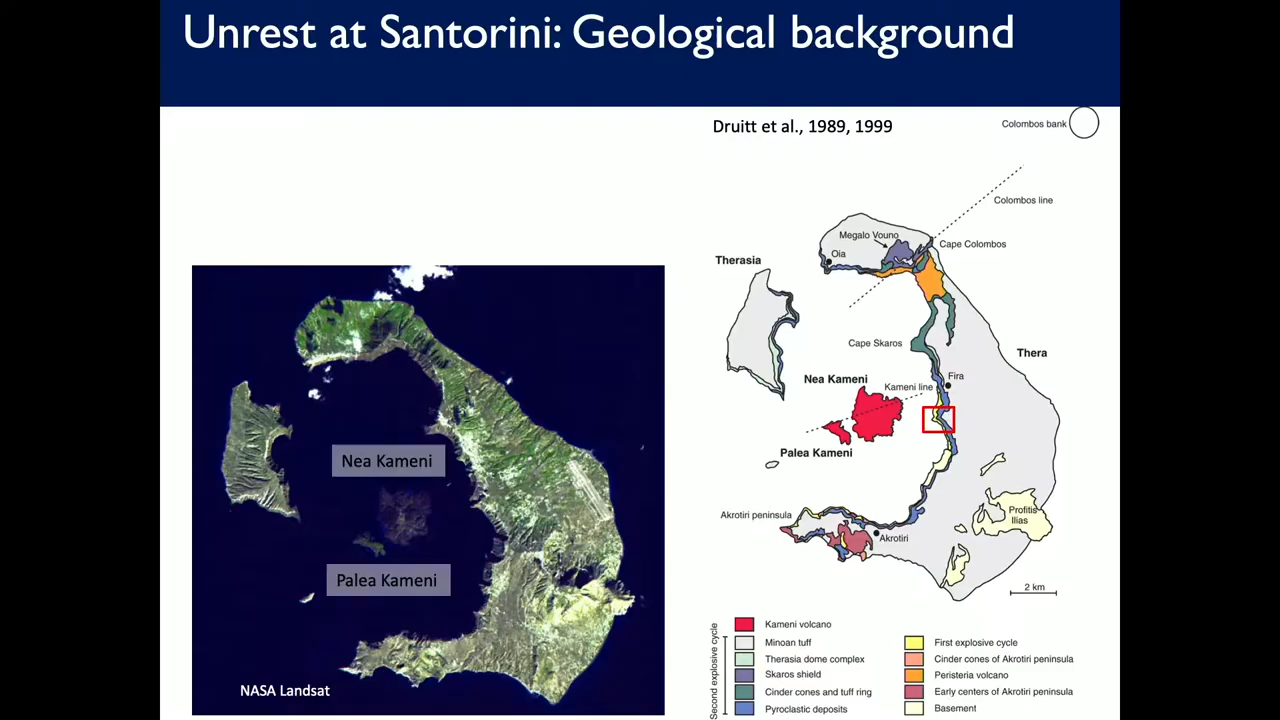 Unrest at Santorini: Geological background
Druitt et al., 1989, 1999
Colombos bank
Colombos line
Megalo Vouno
Cape Colombos
Oia
Therasia
Cape Skaros
Thera
Nea Kameni
Kameni line
Fira
Palea Kameni
Akrotiri peninsula
Akrotiri
Profitis
Ilias
2 km
Nea Kameni
Palea Kameni
NASA Landsat
Second explosive cycle
Kameni volcano
Minoan tuff
Therasia dome complex
Skaros shield
Cinder cones and tuff ring
Pyroclastic deposits
First explosive cycle
Cinder cones of Akrotiri peninsula
Peristeria volcano
Early centers of Akrotiri peninsula
Basement